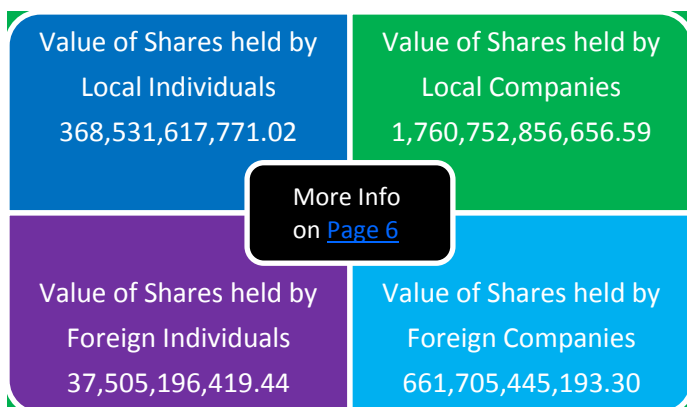 Value of Shares held by
Local Individuals
368,531,617,771.02
Value of Shares held by
Local Companies
1,760,752,856,656.59
More Info
on Page 6
Value of Shares held by
Foreign Individuals
37,505,196,419.44
Value of Shares held by
Foreign Companies
661,705,445,193.30